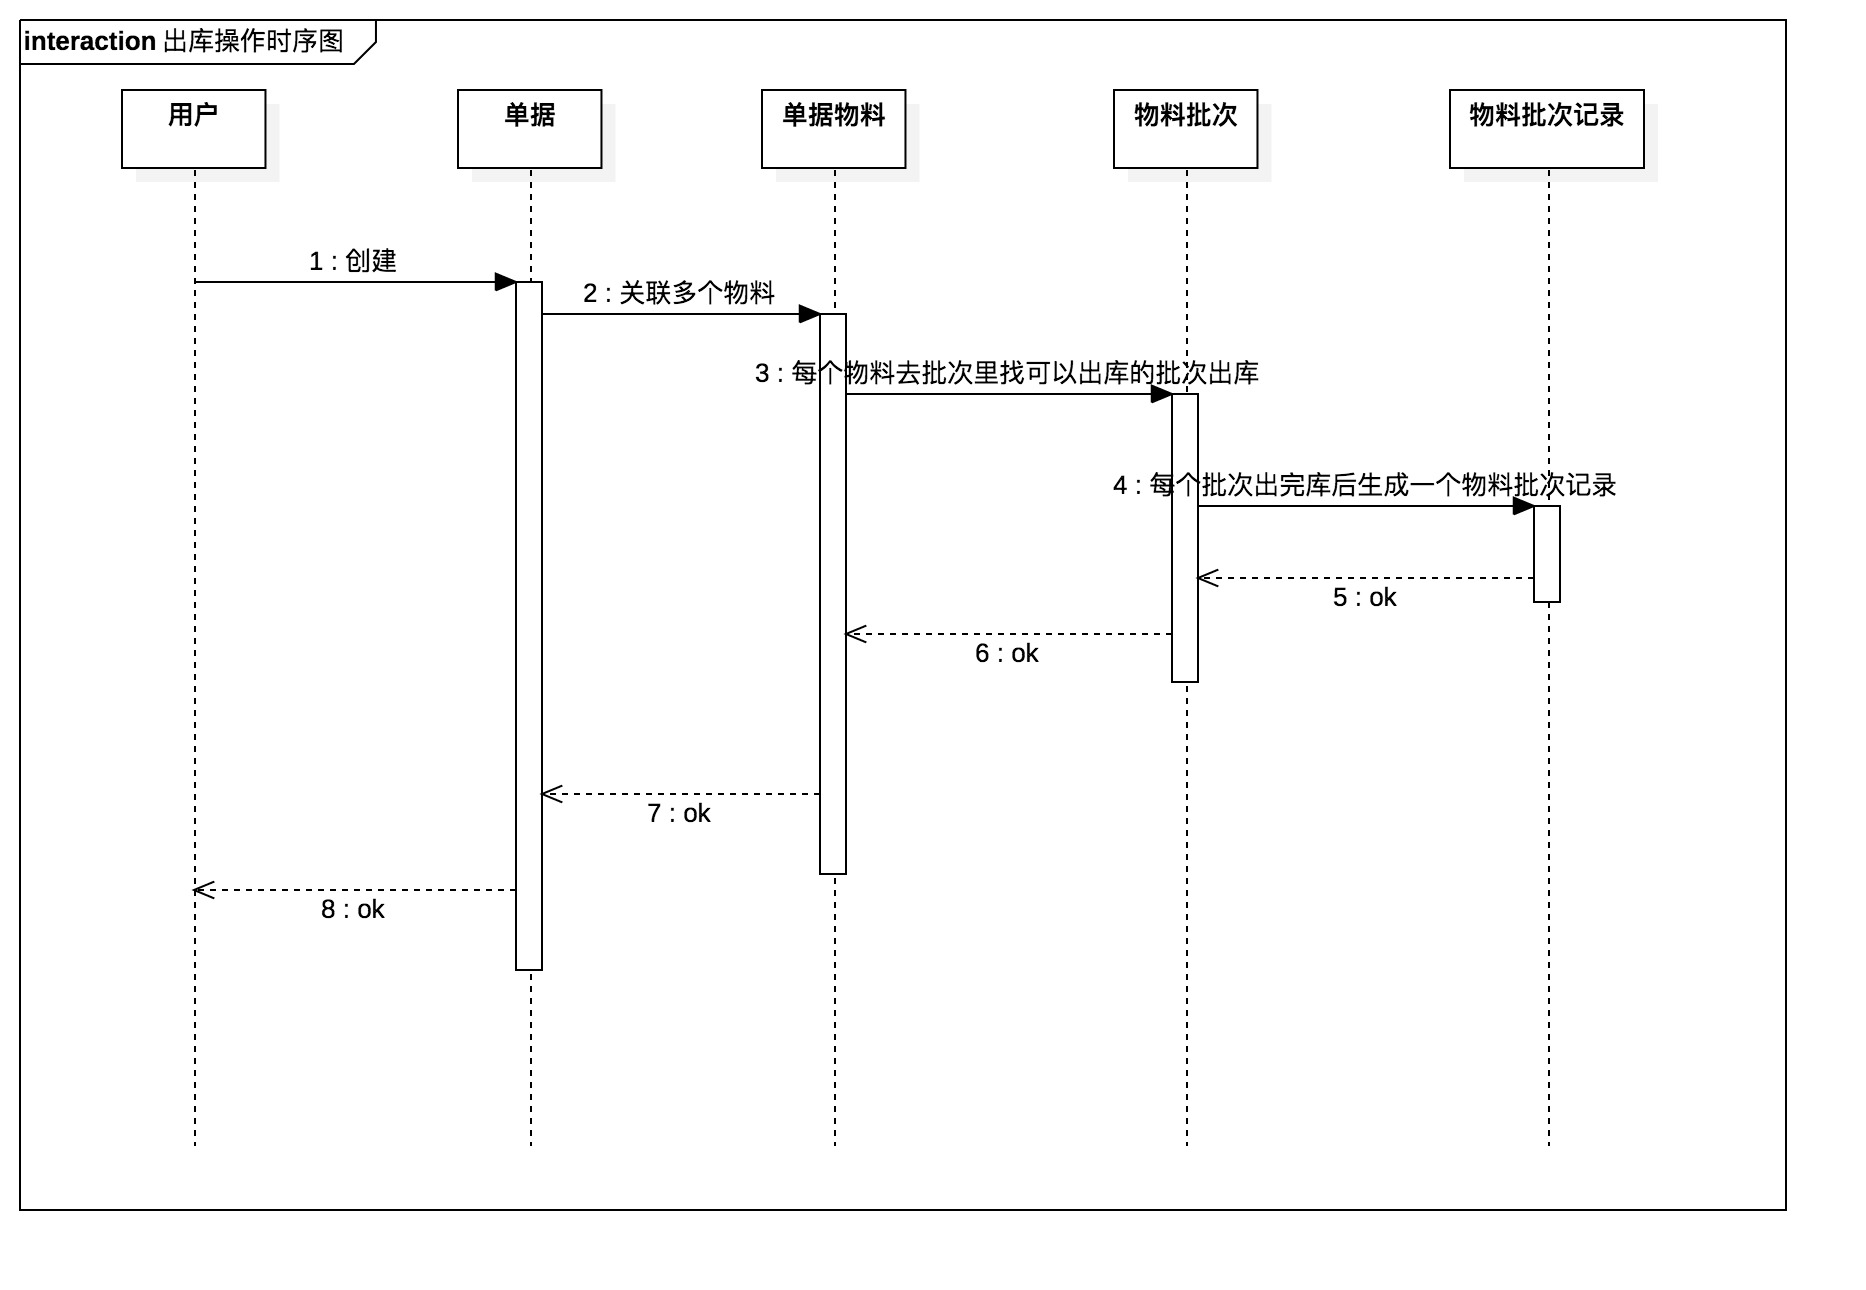 interaction 出库操作时序图
用户
单据
单据物料
物料批次
物料批次记录
1 : 创建
2 : 关联多个物料
3 : 每个物料去批次里找可以出库的批次出库
4 : 每个批次出完库后生成一个物料批次记录
5 : ok
6 : ok
7 : ok
8 : ok